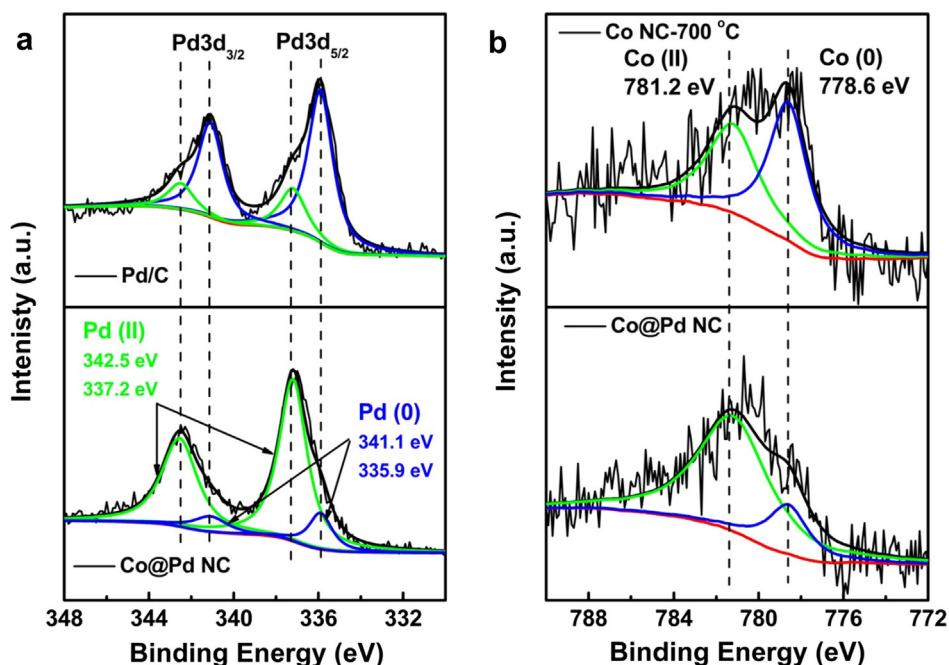 a
Pd3d3/2
Pd3d5/2
Pd/C
Pd (II)
342.5 eV
337.2 eV
Pd (0)
341.1 eV
335.9 eV
Co@Pd NC
Intenisty (a.u.)
348 344 340 336 332
Binding Energy (eV)
b
Co NC-700 °C
Co (II)
781.2 eV
Co (0)
778.6 eV
Co@Pd NC
Intensity (a.u.)
788 784 780 776 772
Binding Energy (eV)